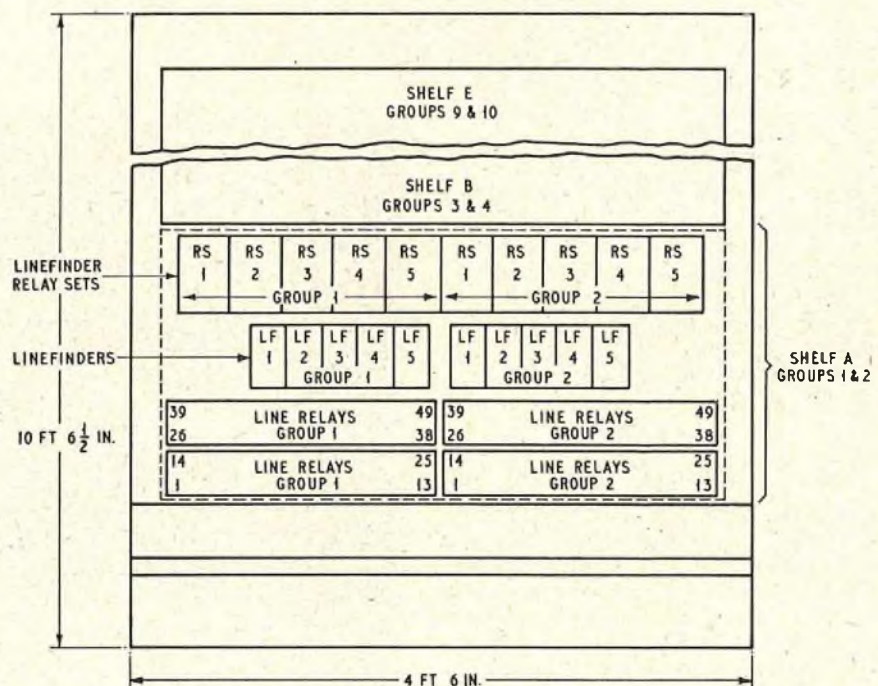 SHELF E
GROUPS 9 & 10
SHELF B
GROUPS 3 & 4
LINEFINDER
RELAY SETS
RS RS RS RS RS RS RS RS RS RS
1 2 3 4 5 1 2 3 4 5
GROUP 1 GROUP 2
LINEFINDERS
LF LF LF LF LF LF LF LF LF LF
1 2 3 4 5 1 2 3 4 5
GROUP 1 GROUP 2
SHELF A
GROUPS 1 & 2
39 LINE RELAYS 49 39 LINE RELAYS 49
26 GROUP 1 38 26 GROUP 2 38
10 FT 6 1/2 IN.
14 LINE RELAYS 25 14 LINE RELAYS 25
1 GROUP 1 13 1 GROUP 2 13
4 FT 6 IN.